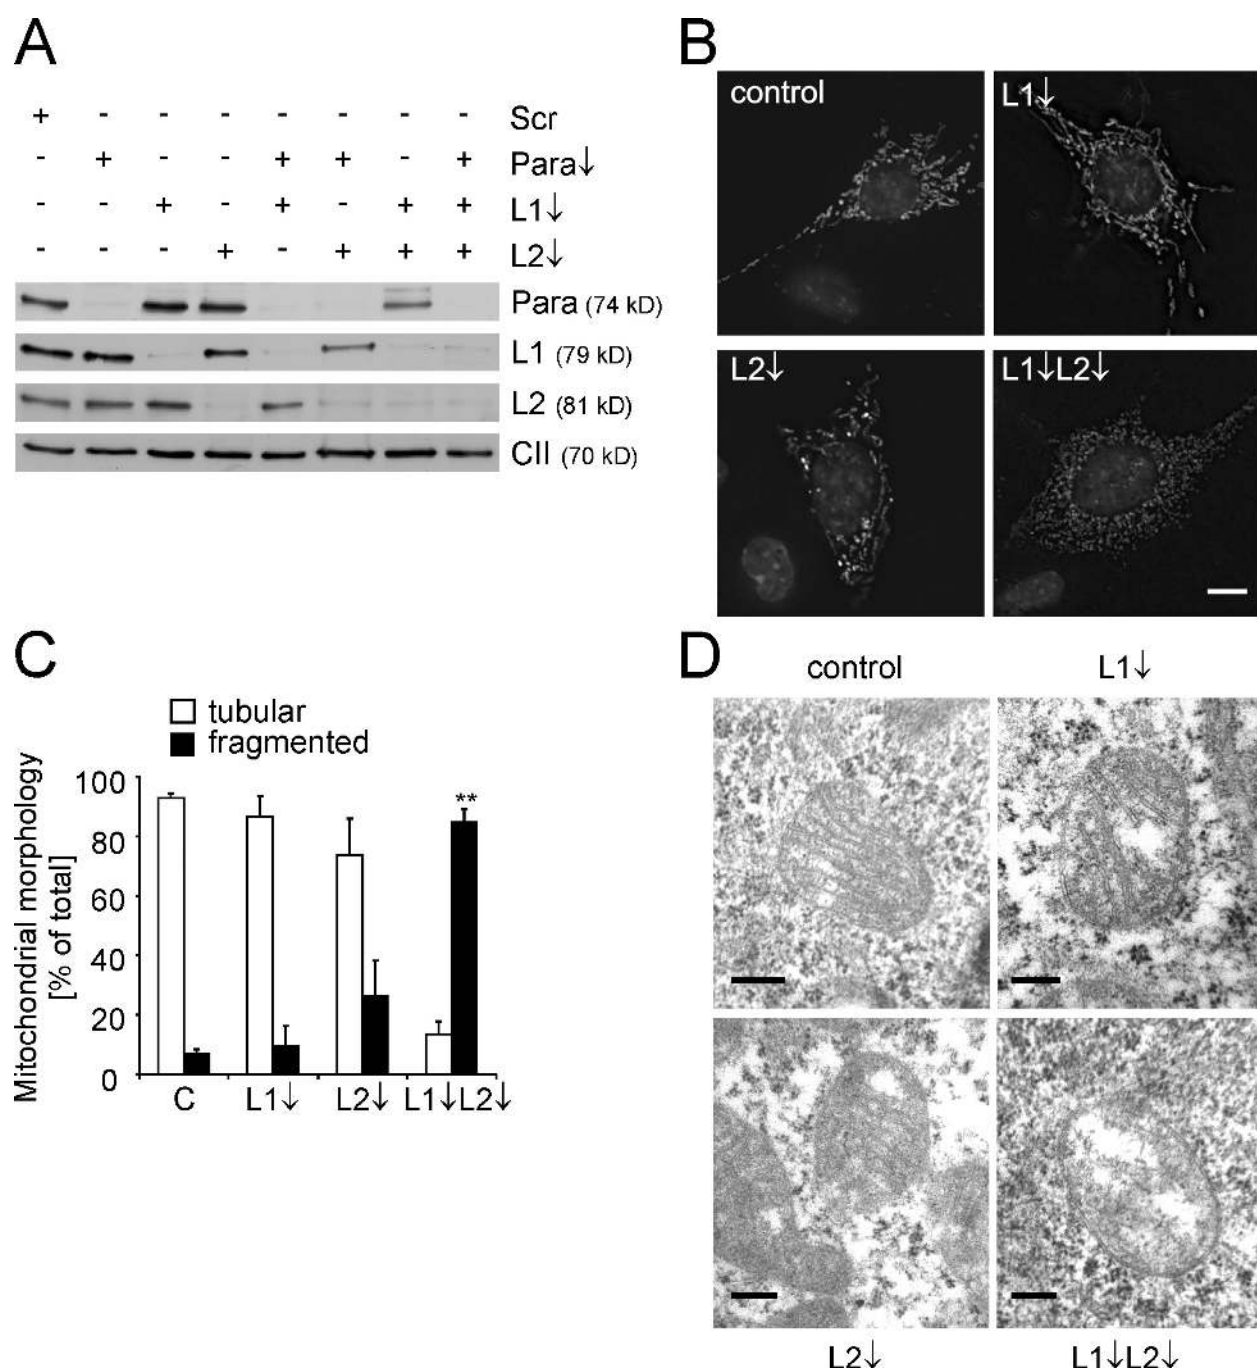 A
+ - - - - - - - Scr
- + - - + + - + Para↓
- - + - + - + + L1↓
- - - + - + + + L2↓
Para (74 kD)
L1 (79 kD)
L2 (81 kD)
CII (70 kD)
B
control
L1↓
L2↓
L1↓L2↓
C
tubular
fragmented
Mitochondrial morphology
[% of total]
100
80
60
40
20
0
**
C L1↓ L2↓ L1↓L2↓
D
control L1↓
L2↓ L1↓L2↓